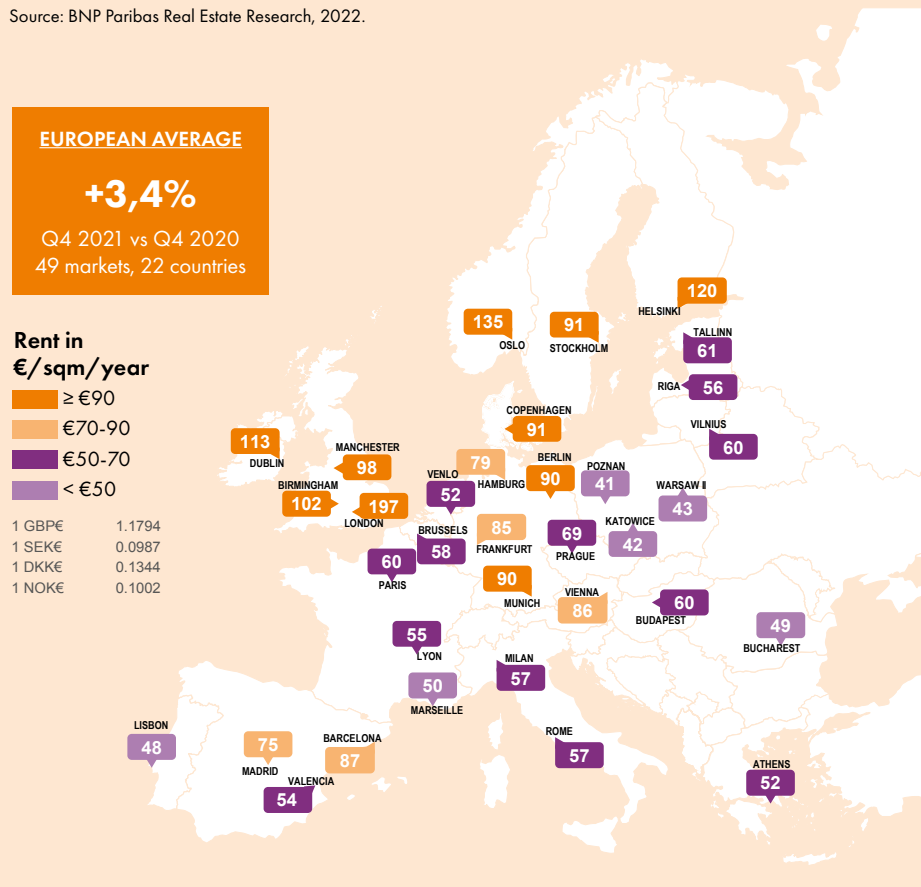 Source: BNP Paribas Real Estate Research, 2022.
EUROPEAN AVERAGE
+3,4%
Q4 2021 vs Q4 2020
49 markets, 22 countries
Rent in
€/sqm/year
≥ €90
€70-90
€50-70
< €50
1 GBP€ 1.1794
1 SEK€ 0.0987
1 DKK€ 0.1344
1 NOK€ 0.1002
120
HELSINKI
135
OSLO
91
STOCKHOLM
TALLINN
61
RIGA 56
COPENHAGEN
91
VILNIUS
60
113
DUBLIN
MANCHESTER
98
BIRMINGHAM
102
197
LONDON
VENLO
52
79
HAMBURG
BERLIN
90
POZNAN
41
WARSAW II
43
KATOWICE
42
BRUSSELS
58
85
FRANKFURT
69
PRAGUE
60
PARIS
90
MUNICH
VIENNA
86
60
BUDAPEST
49
BUCHAREST
55
LYON
MILAN
57
50
MARSEILLE
LISBON
48
75
MADRID
BARCELONA
87
VALENCIA
54
ROME
57
ATHENS
52